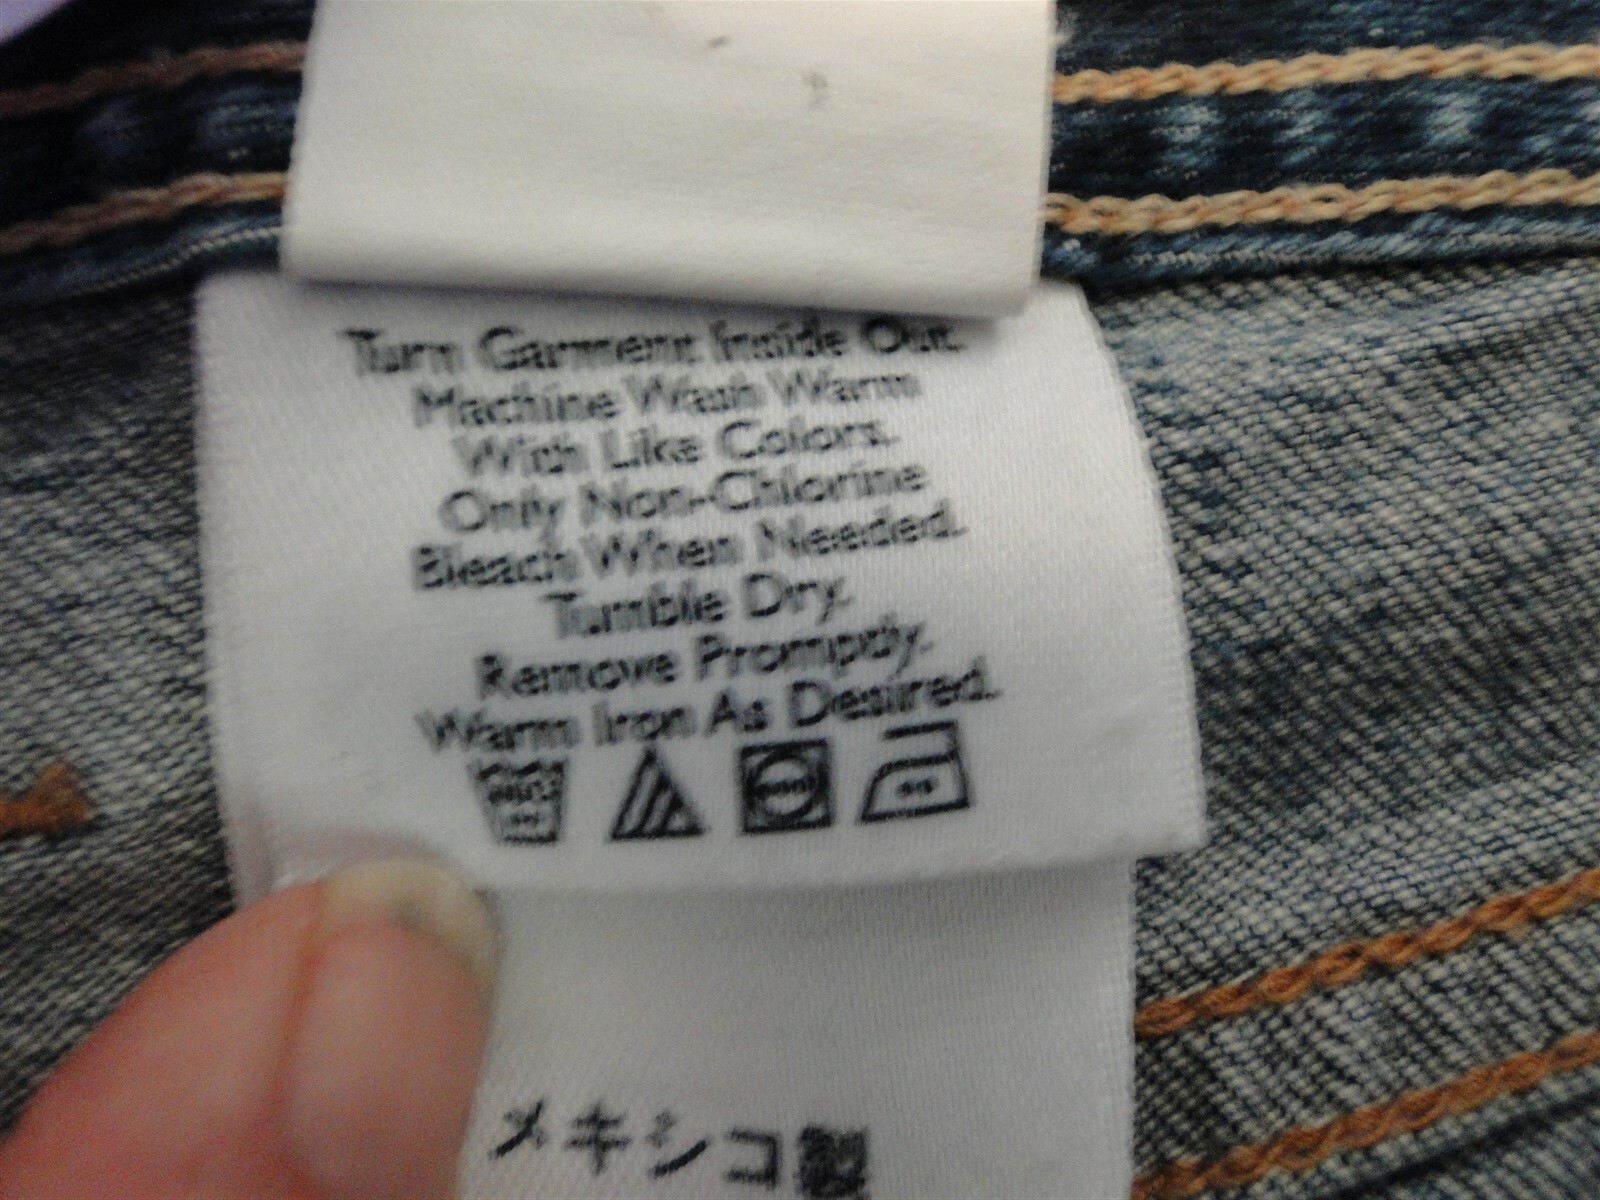 Turn Garment Inside Out.
Machine Wash Warm
With Like Colors.
Only Non-Chlorine
Bleach When Needed.
Tumble Dry.
Remove Promptly.
Warm Iron As Desired.
メキシコ製